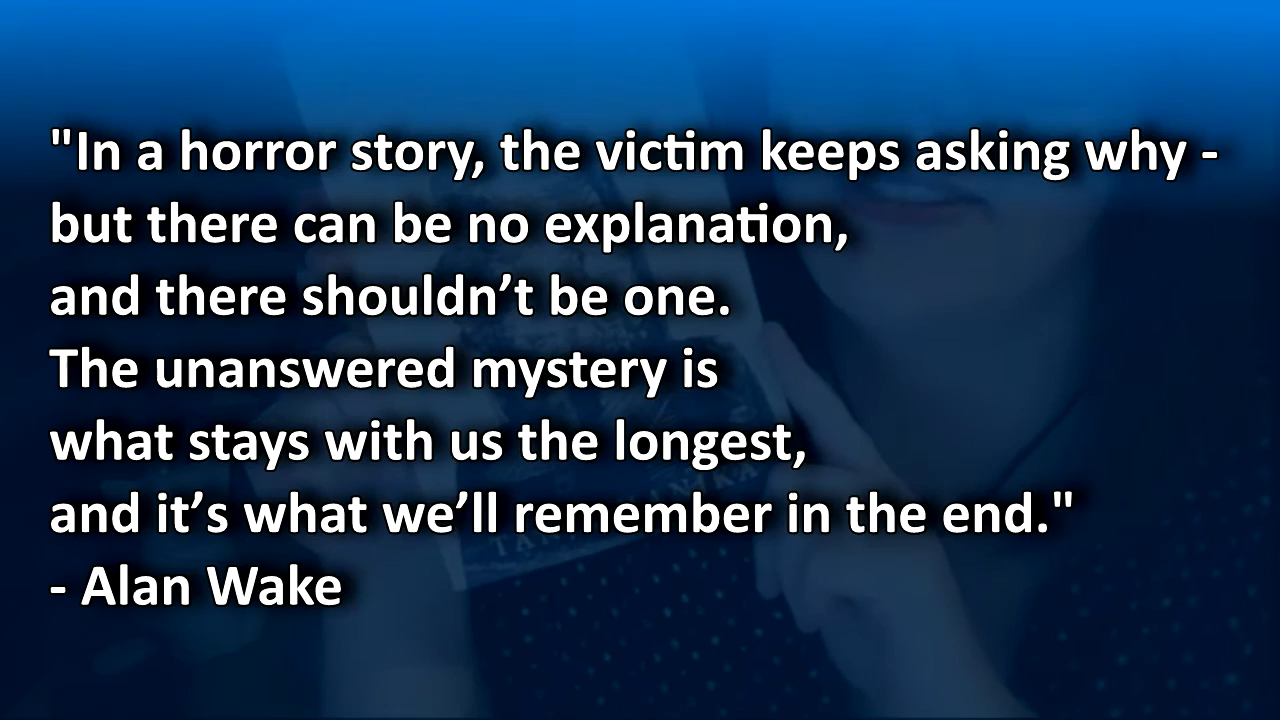 "In a horror story, the victim keeps asking why -
but there can be no explanation,
and there shouldn’t be one.
The unanswered mystery is
what stays with us the longest,
and it’s what we’ll remember in the end."
- Alan Wake